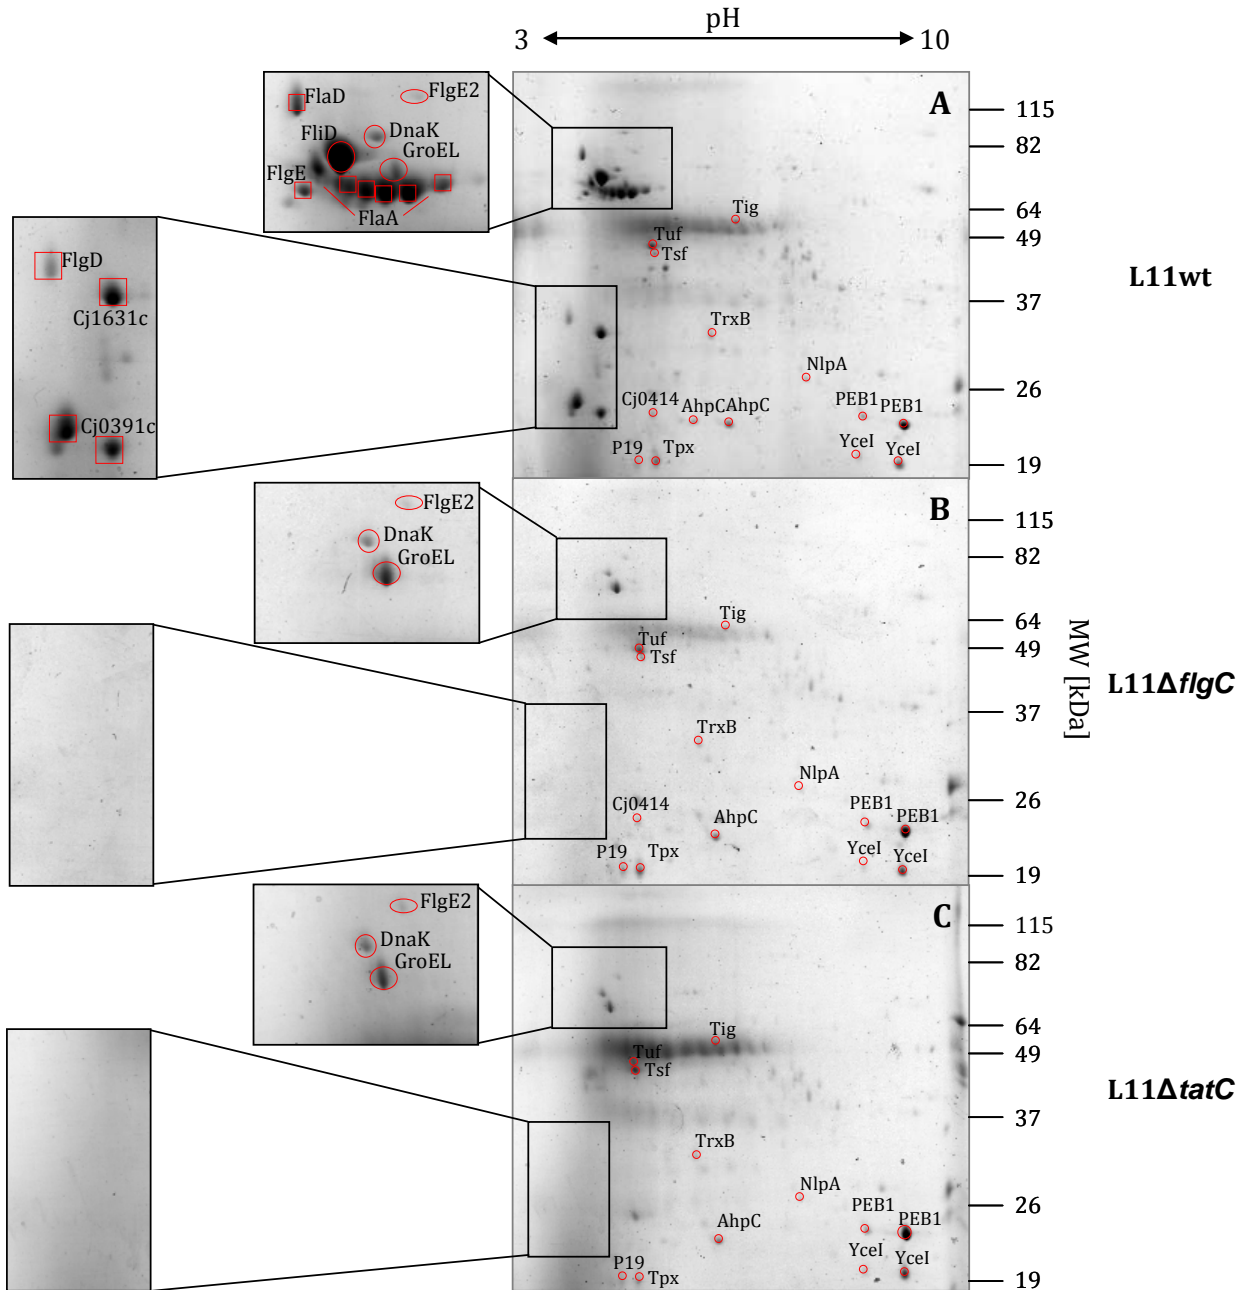 pH
3 10
A
FlaD
FlgE2
FliD
DnaK
GroEL
FlgE
FlaA
115
82
64
49
37
26
19
Tig
Tuf
Tsf
L11wt
FlgD
Cj1631c
Cj0391c
TrxB
NlpA
Cj0414
AhpC
AhpC
PEB1
PEB1
P19
Tpx
YceI
YceI
B
FlgE2
DnaK
GroEL
115
82
64
49
37
26
19
Tig
Tuf
Tsf
MW [kDa]
L11ΔflgC
TrxB
NlpA
Cj0414
AhpC
PEB1
PEB1
P19
Tpx
YceI
YceI
C
FlgE2
DnaK
GroEL
115
82
64
49
37
26
19
Tig
Tuf
Tsf
L11ΔtatC
TrxB
NlpA
AhpC
PEB1
PEB1
P19
Tpx
YceI
YceI